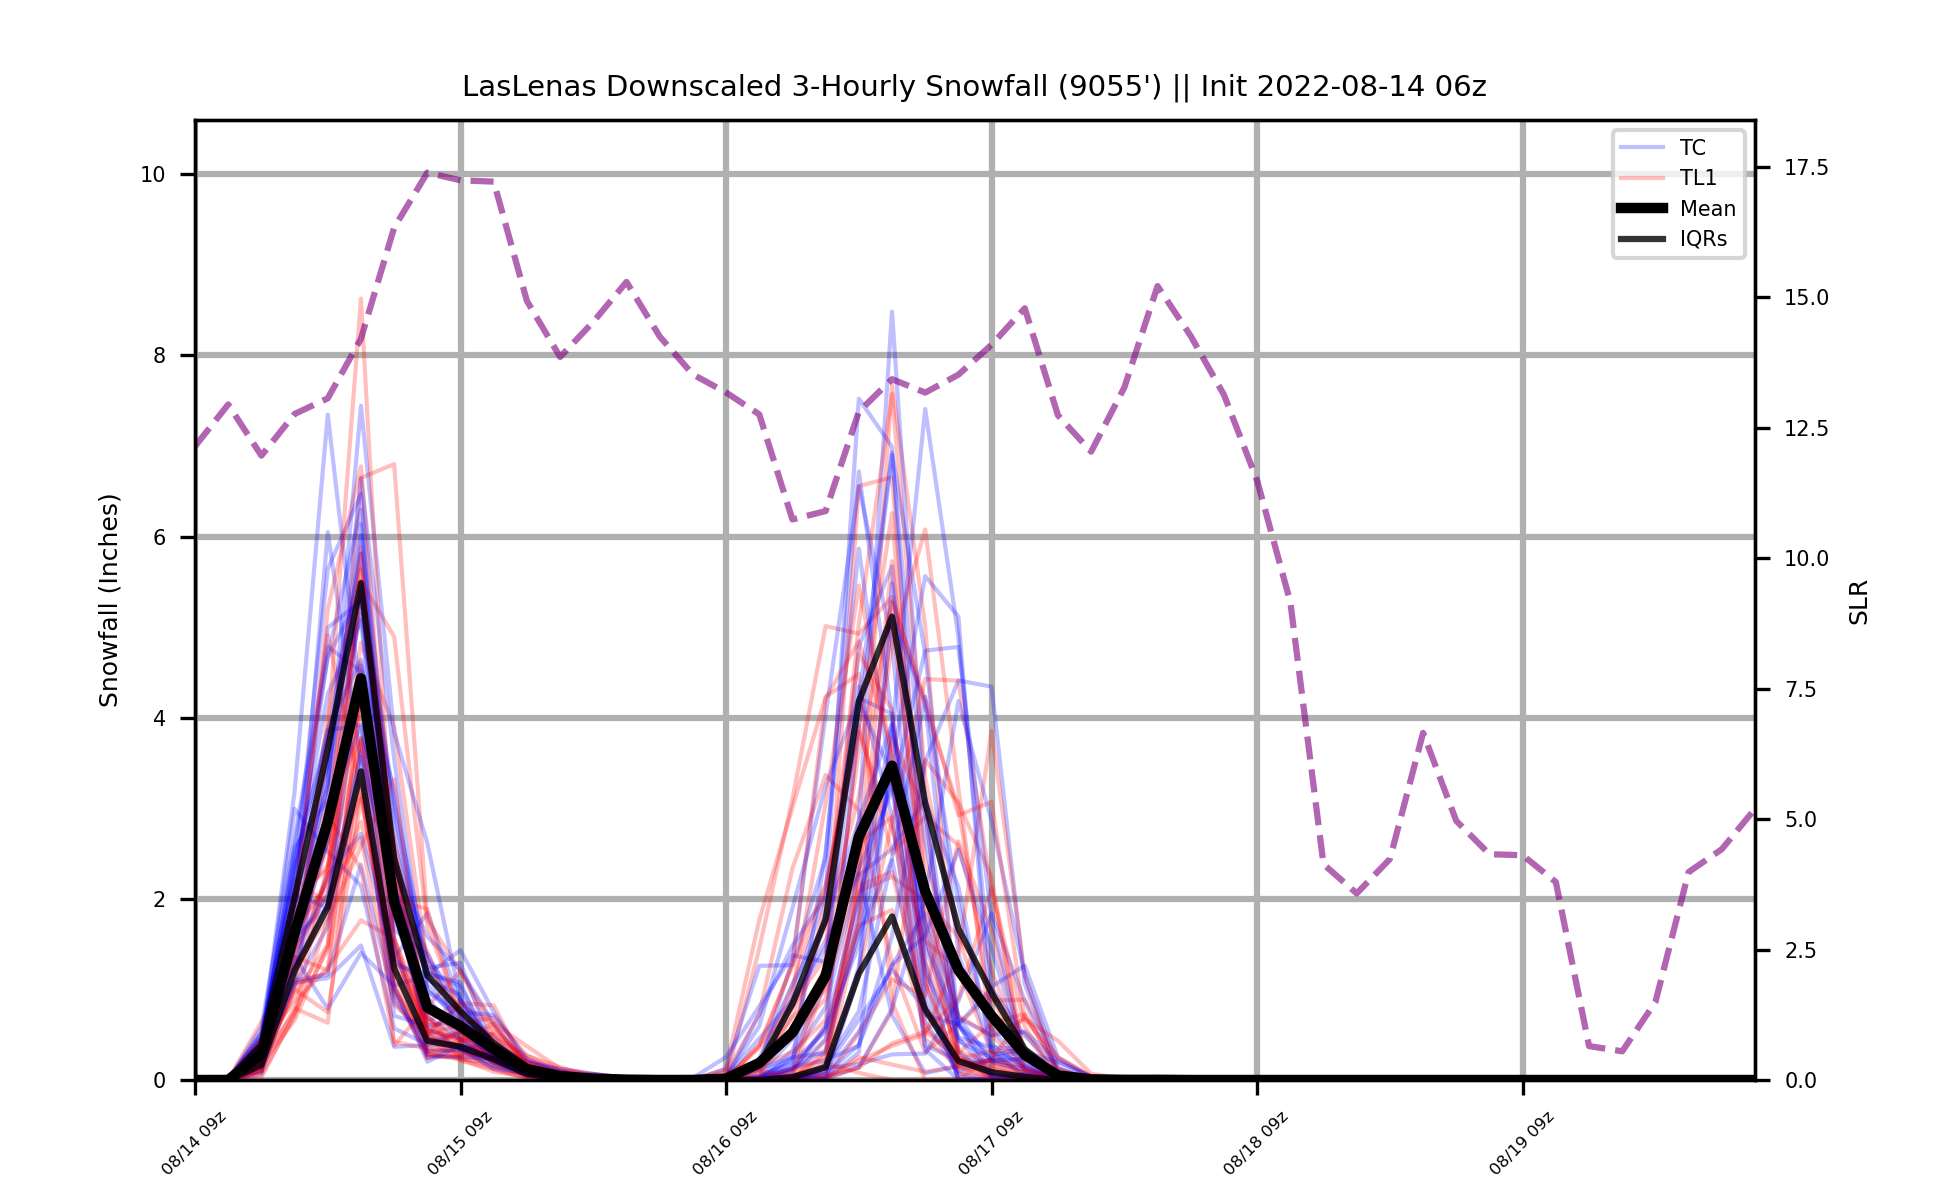 LasLenas Downscaled 3-Hourly Snowfall (9055') || Init 2022-08-14 06z
TC
TL1
Mean
IQRs
10
8
6
4
2
0
Snowfall (Inches)
17.5
15.0
12.5
10.0
7.5
5.0
2.5
0.0
SLR
08/14 09z
08/15 09z
08/16 09z
08/17 09z
08/18 09z
08/19 09z